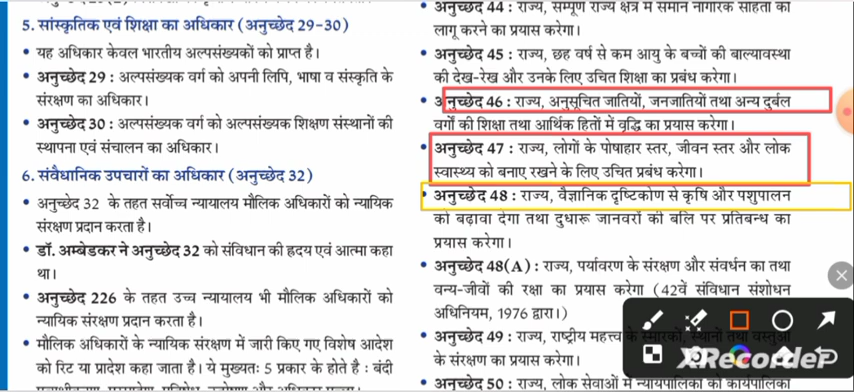 5. सांस्कृतिक एवं शिक्षा का अधिकार (अनुच्छेद 29-30)
• यह अधिकार केवल भारतीय अल्पसंख्यकों को प्राप्त है।
• अनुच्छेद 29 : अल्पसंख्यक वर्ग को अपनी लिपि, भाषा व संस्कृति के
संरक्षण का अधिकार।
• अनुच्छेद 30 : अल्पसंख्यक वर्ग को अल्पसंख्यक शिक्षण संस्थानों की
स्थापना एवं संचालन का अधिकार।
6. संवैधानिक उपचारों का अधिकार (अनुच्छेद 32)
• अनुच्छेद 32 के तहत सर्वोच्च न्यायालय मौलिक अधिकारों को न्यायिक
संरक्षण प्रदान करता है।
• डॉ. अम्बेडकर ने अनुच्छेद 32 को संविधान की हृदय एवं आत्मा कहा
था।
• अनुच्छेद 226 के तहत उच्च न्यायालय भी मौलिक अधिकारों को
न्यायिक संरक्षण प्रदान करता है।
• मौलिक अधिकारों के न्यायिक संरक्षण में जारी किए गए विशेष आदेश
को रिट या प्रादेश कहा जाता है। ये मुख्यतः 5 प्रकार के होते है : बंदी
• अनुच्छेद 44 : राज्य, सम्पूर्ण राज्य क्षेत्र में समान नागरिक संहिता को
लागू करने का प्रयास करेगा।
• अनुच्छेद 45 : राज्य, छह वर्ष से कम आयु के बच्चों की बाल्यावस्था
की देख-रेख और उनके लिए उचित शिक्षा का प्रबंध करेगा।
• अनुच्छेद 46 : राज्य, अनुसूचित जातियों, जनजातियों तथा अन्य दुर्बल
वर्गों की शिक्षा तथा आर्थिक हितों में वृद्धि का प्रयास करेगा।
• अनुच्छेद 47 : राज्य, लोगों के पोषाहार स्तर, जीवन स्तर और लोक
स्वास्थ्य को बनाए रखने के लिए उचित प्रबंध करेगा।
• अनुच्छेद 48 : राज्य, वैज्ञानिक दृष्टिकोण से कृषि और पशुपालन
को बढ़ावा देगा तथा दुधारू जानवरों की बलि पर प्रतिबन्ध का
प्रयास करेगा।
• अनुच्छेद 48(A) : राज्य, पर्यावरण के संरक्षण और संवर्धन का तथा
वन्य-जीवों की रक्षा का प्रयास करेगा (42वें संविधान संशोधन
अधिनियम, 1976 द्वारा।)
• अनुच्छेद 49 : राज्य, राष्ट्रीय महत्त्व के स्मारकों, स्थानों तथा वस्तुओं
के संरक्षण का प्रयास करेगा।
• अनुच्छेद 50 : राज्य, लोक सेवाओं में न्यायपालिका को कार्यपालिका
XRecorder